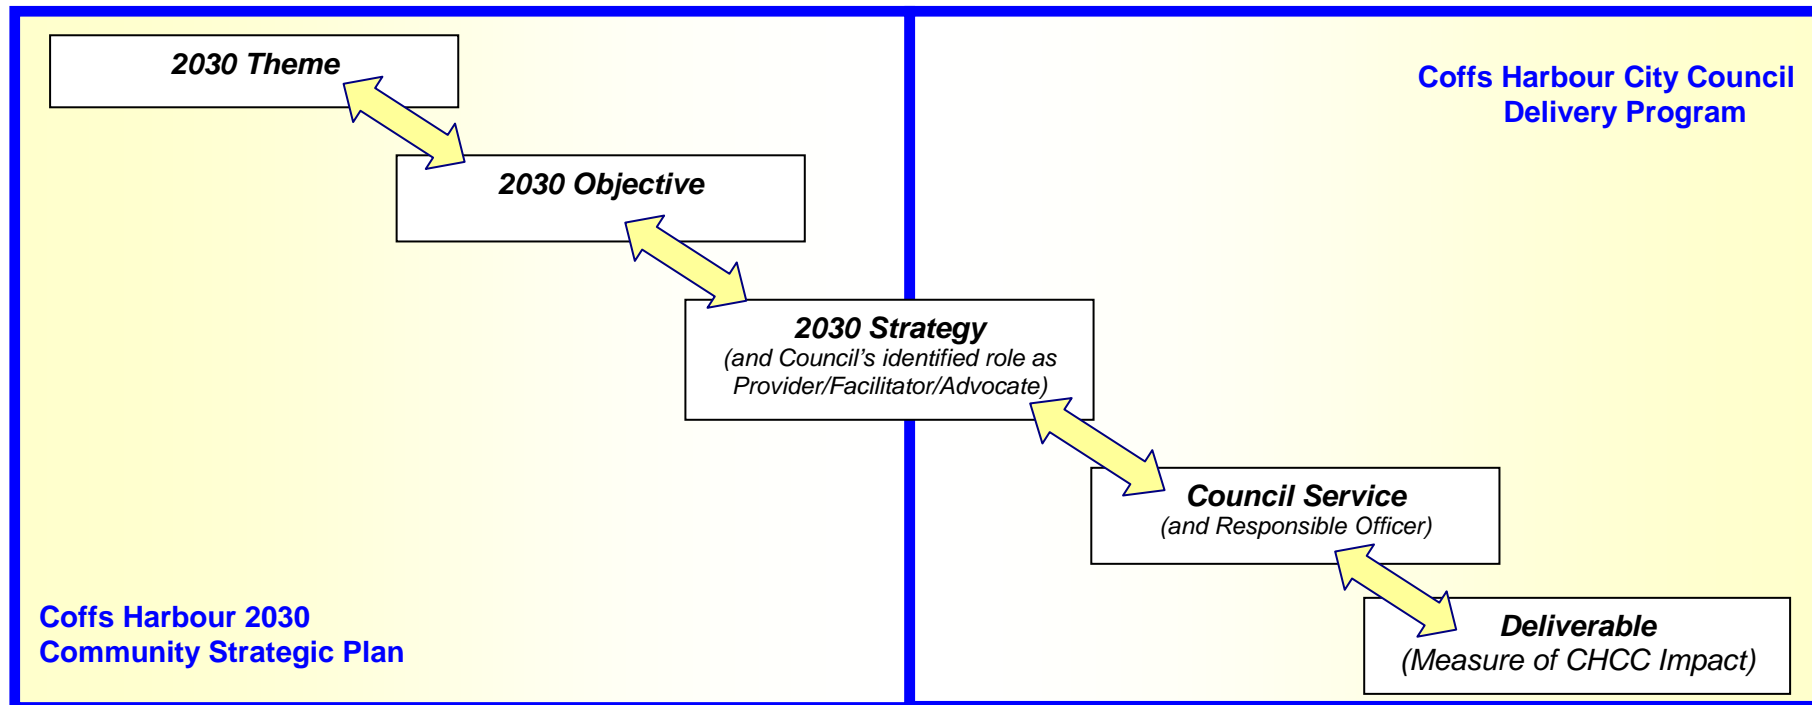 2030 Theme
Coffs Harbour City Council
Delivery Program
2030 Objective
2030 Strategy
(and Council’s identified role as
Provider/Facilitator/Advocate)
Council Service
(and Responsible Officer)
Coffs Harbour 2030
Community Strategic Plan
Deliverable
(Measure of CHCC Impact)